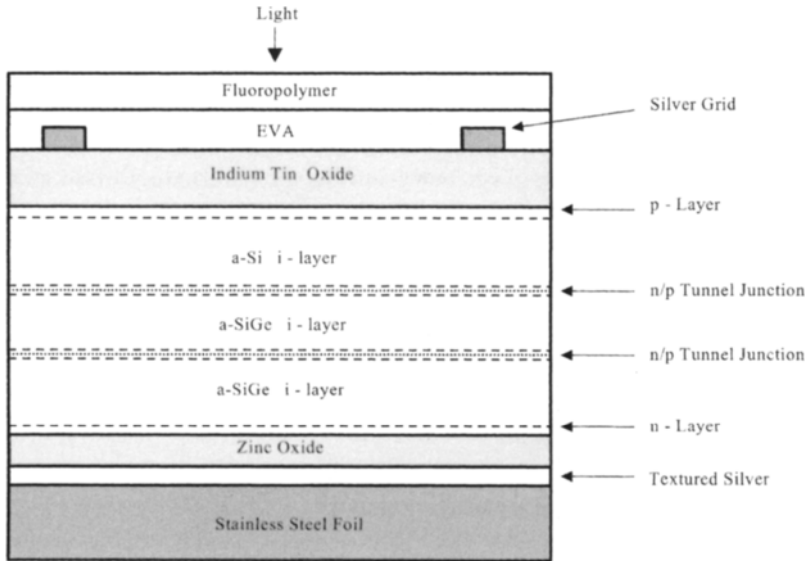 Light
Fluoropolymer
Silver Grid
EVA
Indium Tin Oxide
p - Layer
a-Si i - layer
n/p Tunnel Junction
a-SiGe i - layer
n/p Tunnel Junction
a-SiGe i - layer
n - Layer
Zinc Oxide
Textured Silver
Stainless Steel Foil